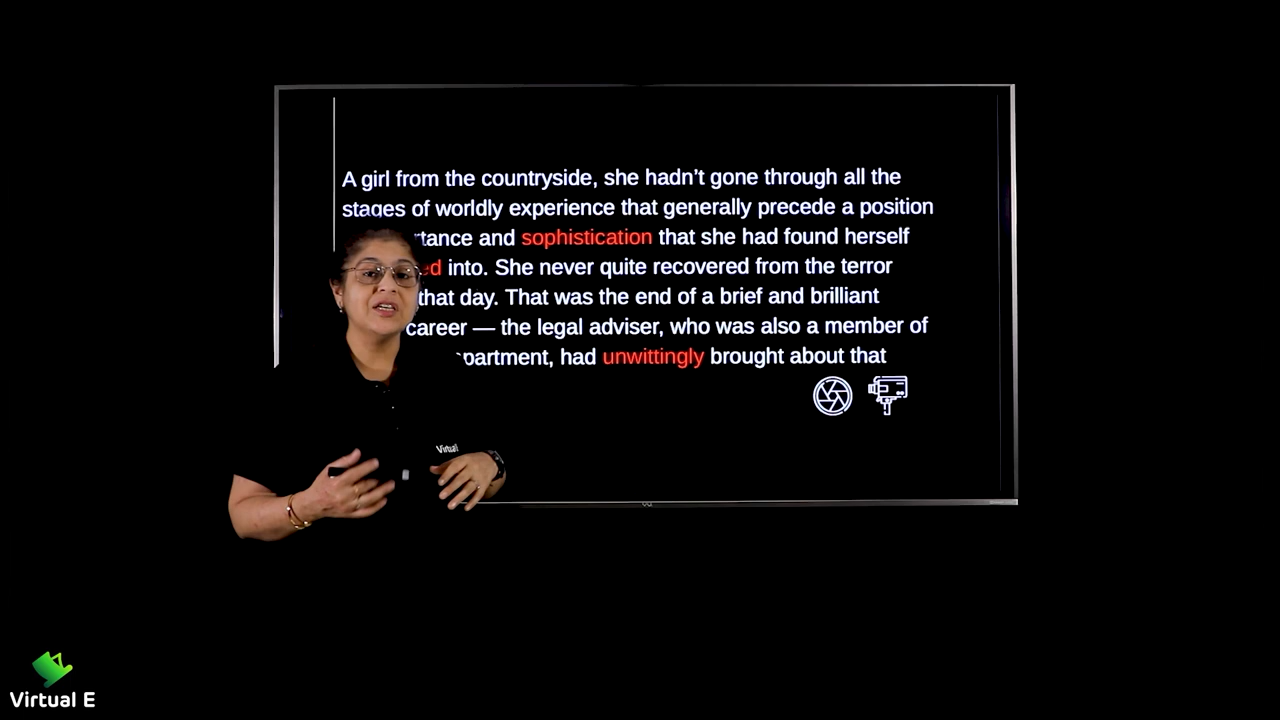 A girl from the countryside, she hadn't gone through all the
stages of worldly experience that generally precede a position
and sophistication that she had found herself
into. She never quite recovered from the terror
that day. That was the end of a brief and brilliant
career — the legal adviser, who was also a member of
had unwittingly brought about that
Virtual
Virtual E